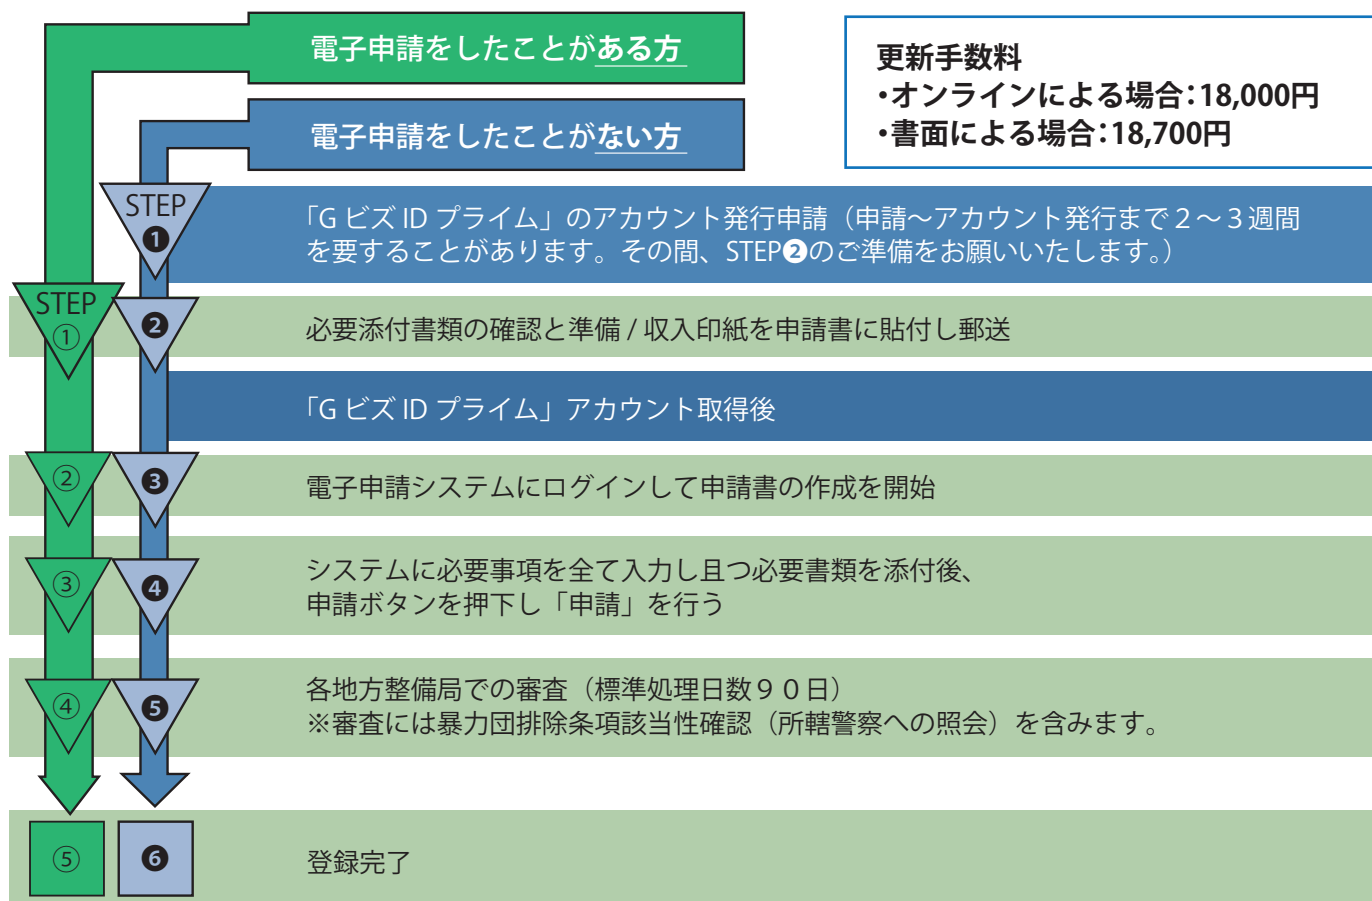 電子申請をしたことがある方
電子申請をしたことがない方
更新手数料
・オンラインによる場合：18,000円
・書面による場合：18,700円
STEP
❶
「G ビズ ID プライム」のアカウント発行申請（申請～アカウント発行まで２～３週間
を要することがあります。その間、STEP❷のご準備をお願いいたします。）
STEP
①
❷
必要添付書類の確認と準備 / 収入印紙を申請書に貼付し郵送
「G ビズ ID プライム」アカウント取得後
②
❸
電子申請システムにログインして申請書の作成を開始
③
❹
システムに必要事項を全て入力し且つ必要書類を添付後、
申請ボタンを押下し「申請」を行う
④
❺
各地方整備局での審査（標準処理日数９０日）
※審査には暴力団排除条項該当性確認（所轄警察への照会）を含みます。
⑤
❻
登録完了